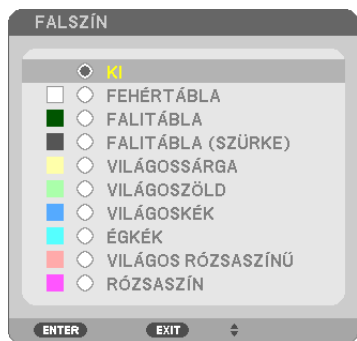 FALSZÍN
KI
FEHÉRTÁBLA
FALITÁBLA
FALITÁBLA (SZÜRKE)
VILÁGOSSÁRGA
VILÁGOSZÖLD
VILÁGOSKÉK
ÉGKÉK
VILÁGOS RÓZSASZÍNŰ
RÓZSASZÍN
ENTER EXIT